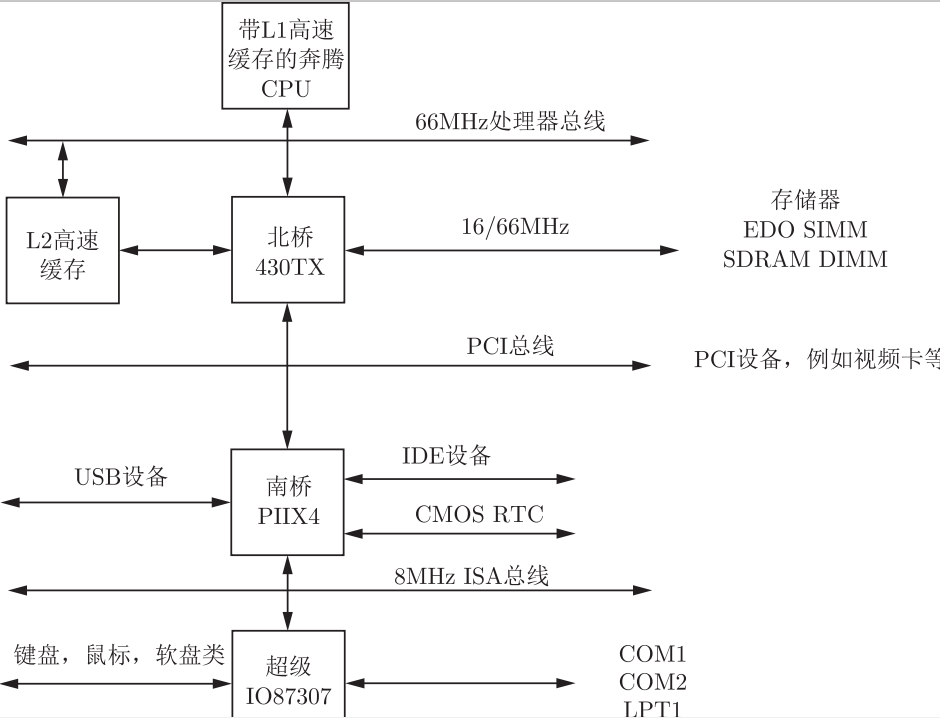 带L1高速
缓存的奔腾
CPU
66MHz处理器总线
L2高速
缓存
北桥
430TX
16/66MHz
存储器
EDO SIMM
SDRAM DIMM
PCI总线
PCI设备，例如视频卡等
USB设备
南桥
PIIX4
IDE设备
CMOS RTC
8MHz ISA总线
键盘，鼠标，软盘类
超级
IO87307
COM1
COM2
LPT1